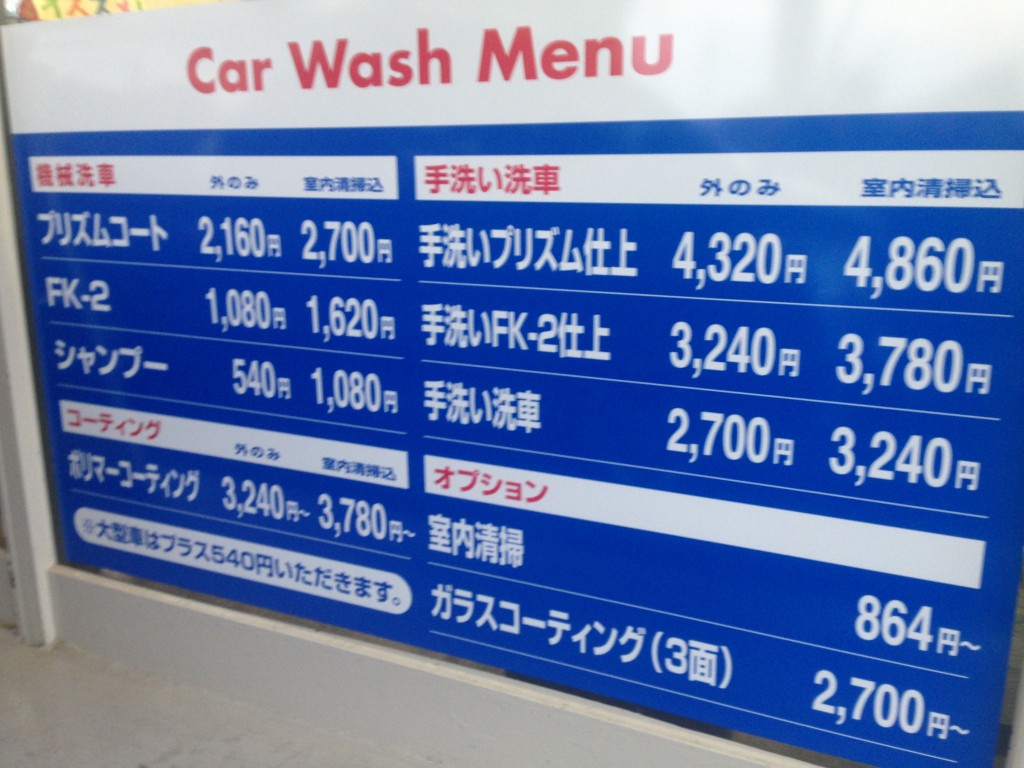 オススメ!
Car Wash Menu
機械洗車 外のみ 室内清掃込
プリズムコート 2,160円 2,700円
FK-2 1,080円 1,620円
シャンプー 540円 1,080円
コーティング 外のみ 室内清掃込
ポリマーコーティング 3,240円~ 3,780円~
※大型車はプラス540円いただきます。
手洗い洗車 外のみ 室内清掃込
手洗いプリズム仕上 4,320円 4,860円
手洗いFK-2仕上 3,240円 3,780円
手洗い洗車 2,700円 3,240円
オプション
室内清掃 864円~
ガラスコーティング(3面) 2,700円~